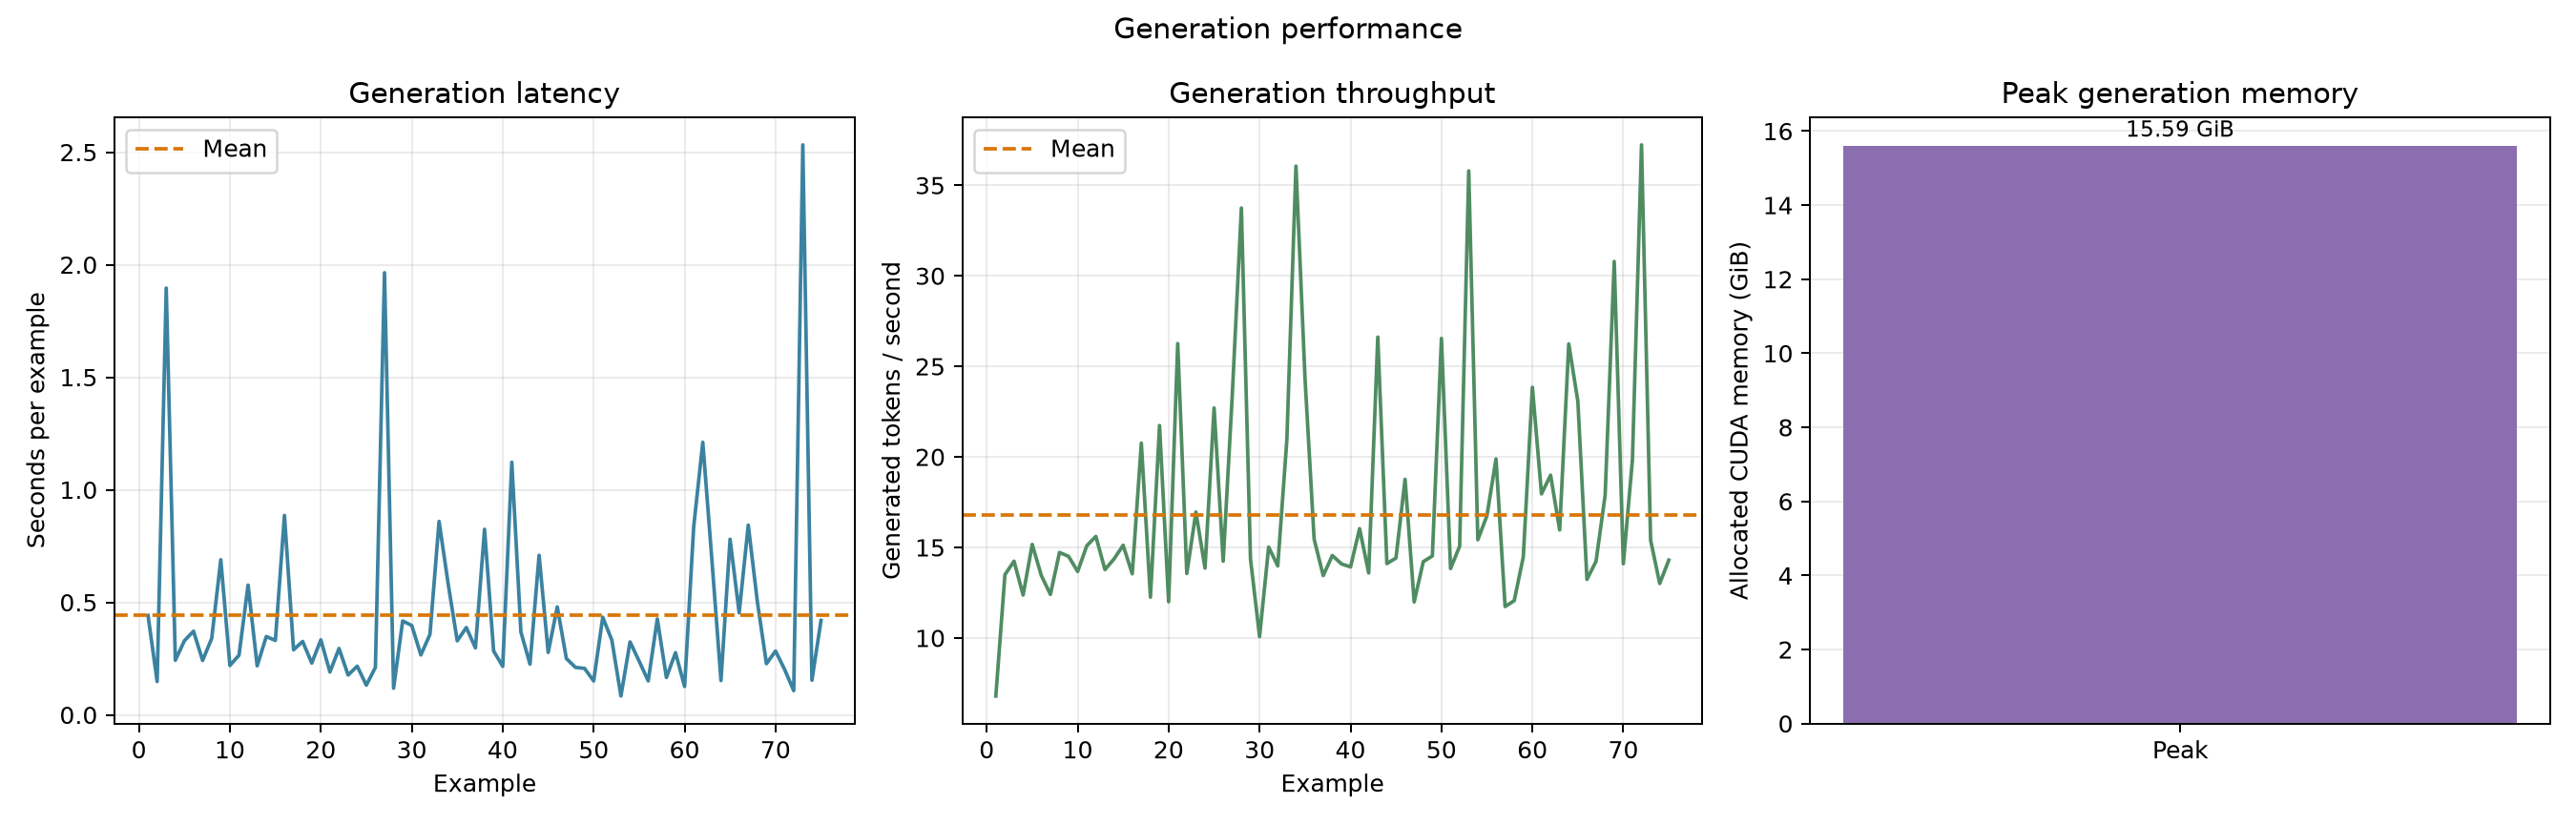 Generation performance
Generation latency
Mean
2.5
2.0
1.5
1.0
0.5
0.0
Seconds per example
0 10 20 30 40 50 60 70
Example
Generation throughput
Mean
35
30
25
20
15
10
Generated tokens / second
0 10 20 30 40 50 60 70
Example
Peak generation memory
15.59 GiB
16
14
12
10
8
6
4
2
0
Allocated CUDA memory (GiB)
Peak